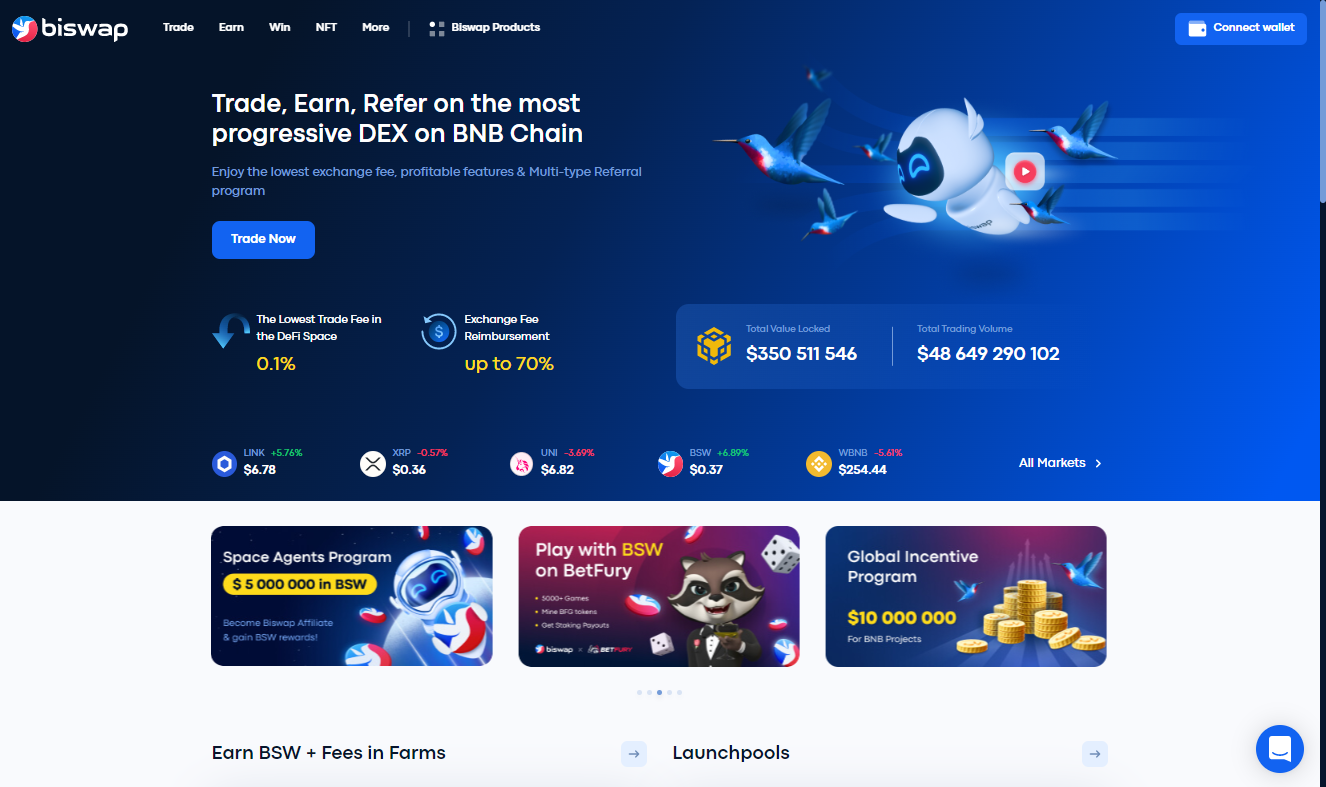 biswap
Trade Earn Win NFT More Biswap Products
Connect wallet
Trade, Earn, Refer on the most
progressive DEX on BNB Chain
Enjoy the lowest exchange fee, profitable features & Multi-type Referral
program
Trade Now
biswap
The Lowest Trade Fee in
the DeFi Space
0.1%
Exchange Fee
Reimbursement
up to 70%
Total Value Locked
$350 511 546
Total Trading Volume
$48 649 290 102
LINK +5.76%
$6.78
XRP -0.57%
$0.36
UNI -3.69%
$6.82
BSW +6.89%
$0.37
WBNB -5.61%
$254.44
All Markets
Space Agents Program
$ 5 000 000 in BSW
Become Biswap Affiliate
& gain BSW rewards!
Play with BSW
on BetFury
• 5000+ Games
• Mine BFG tokens
• Get Staking Payouts
biswap x BETFURY
Global Incentive
Program
$10 000 000
For BNB Projects
Earn BSW + Fees in Farms
Launchpools